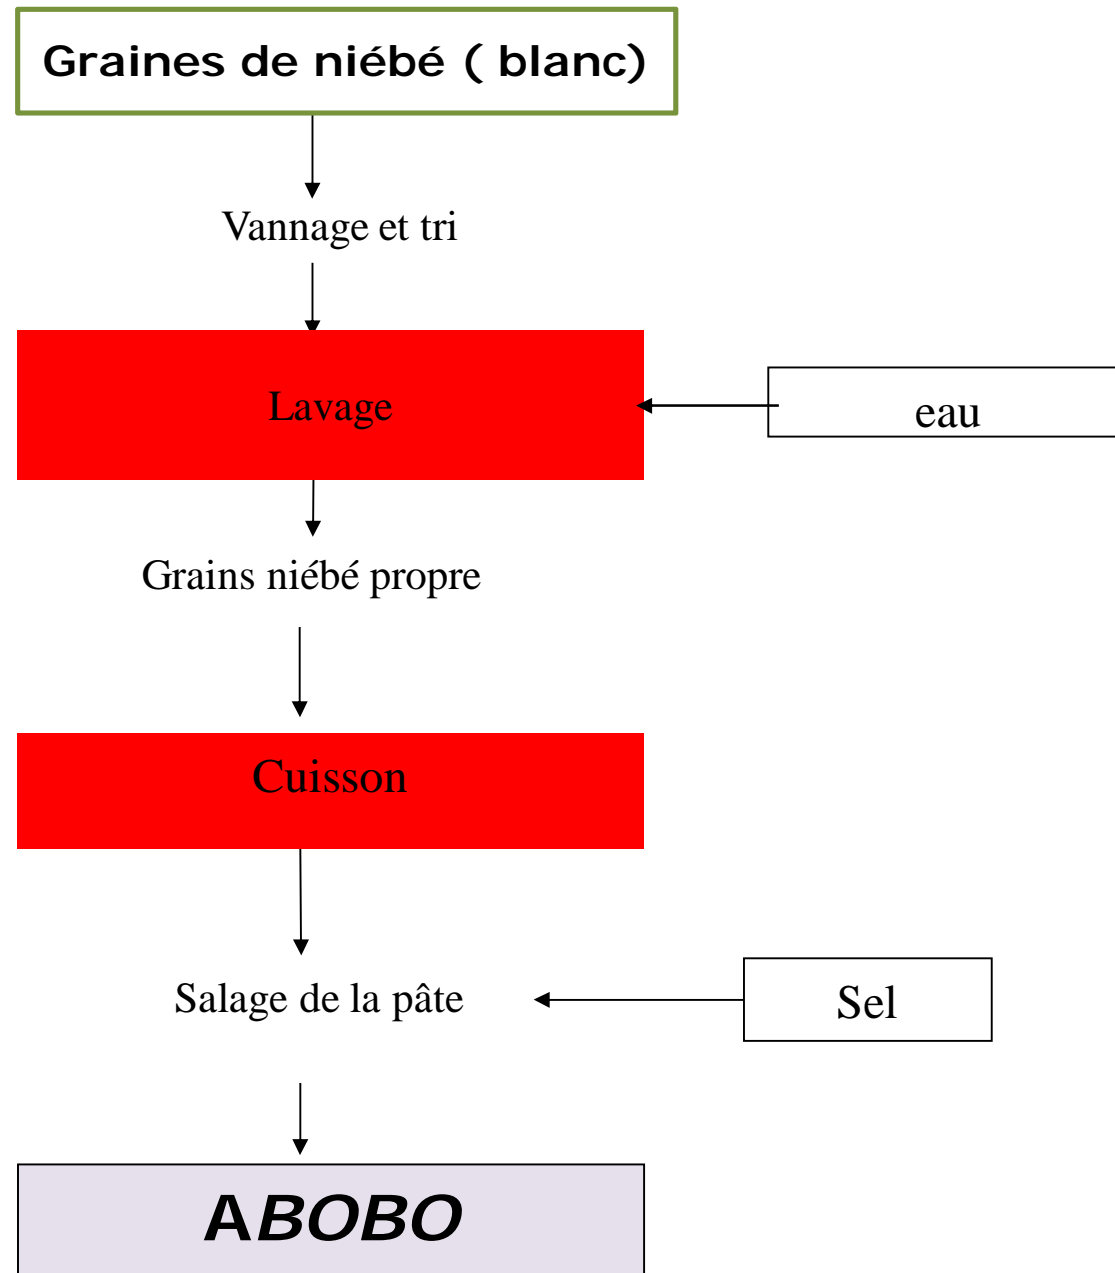 Graines de niébé ( blanc)
Vannage et tri
Lavage
eau
Grains niébé propre
Cuisson
Salage de la pâte
Sel
ABOBO